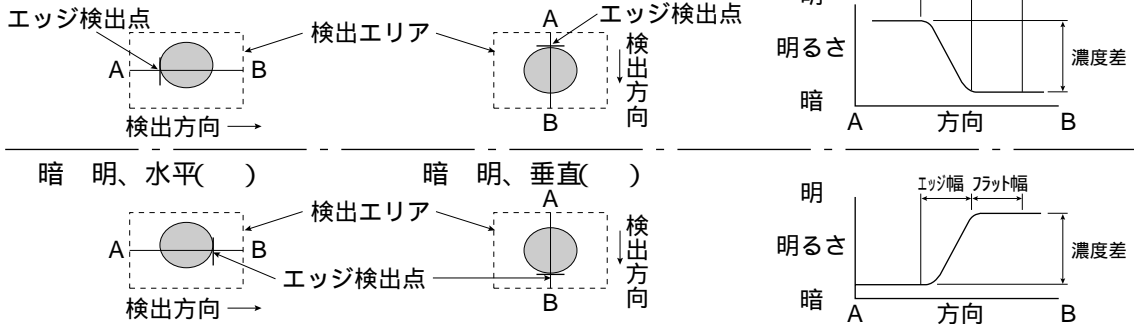 エッジ検出点
A
B
検出エリア
検出方向
A
エッジ検出点
検出方向
B
明るさ
暗
濃度差
A
方向
B
暗 明、水平( )
暗 明、垂直( )
A
B
検出エリア
エッジ検出点
検出方向
A
検出方向
B
明
エッジ幅
フラット幅
明るさ
濃度差
暗
A
方向
B